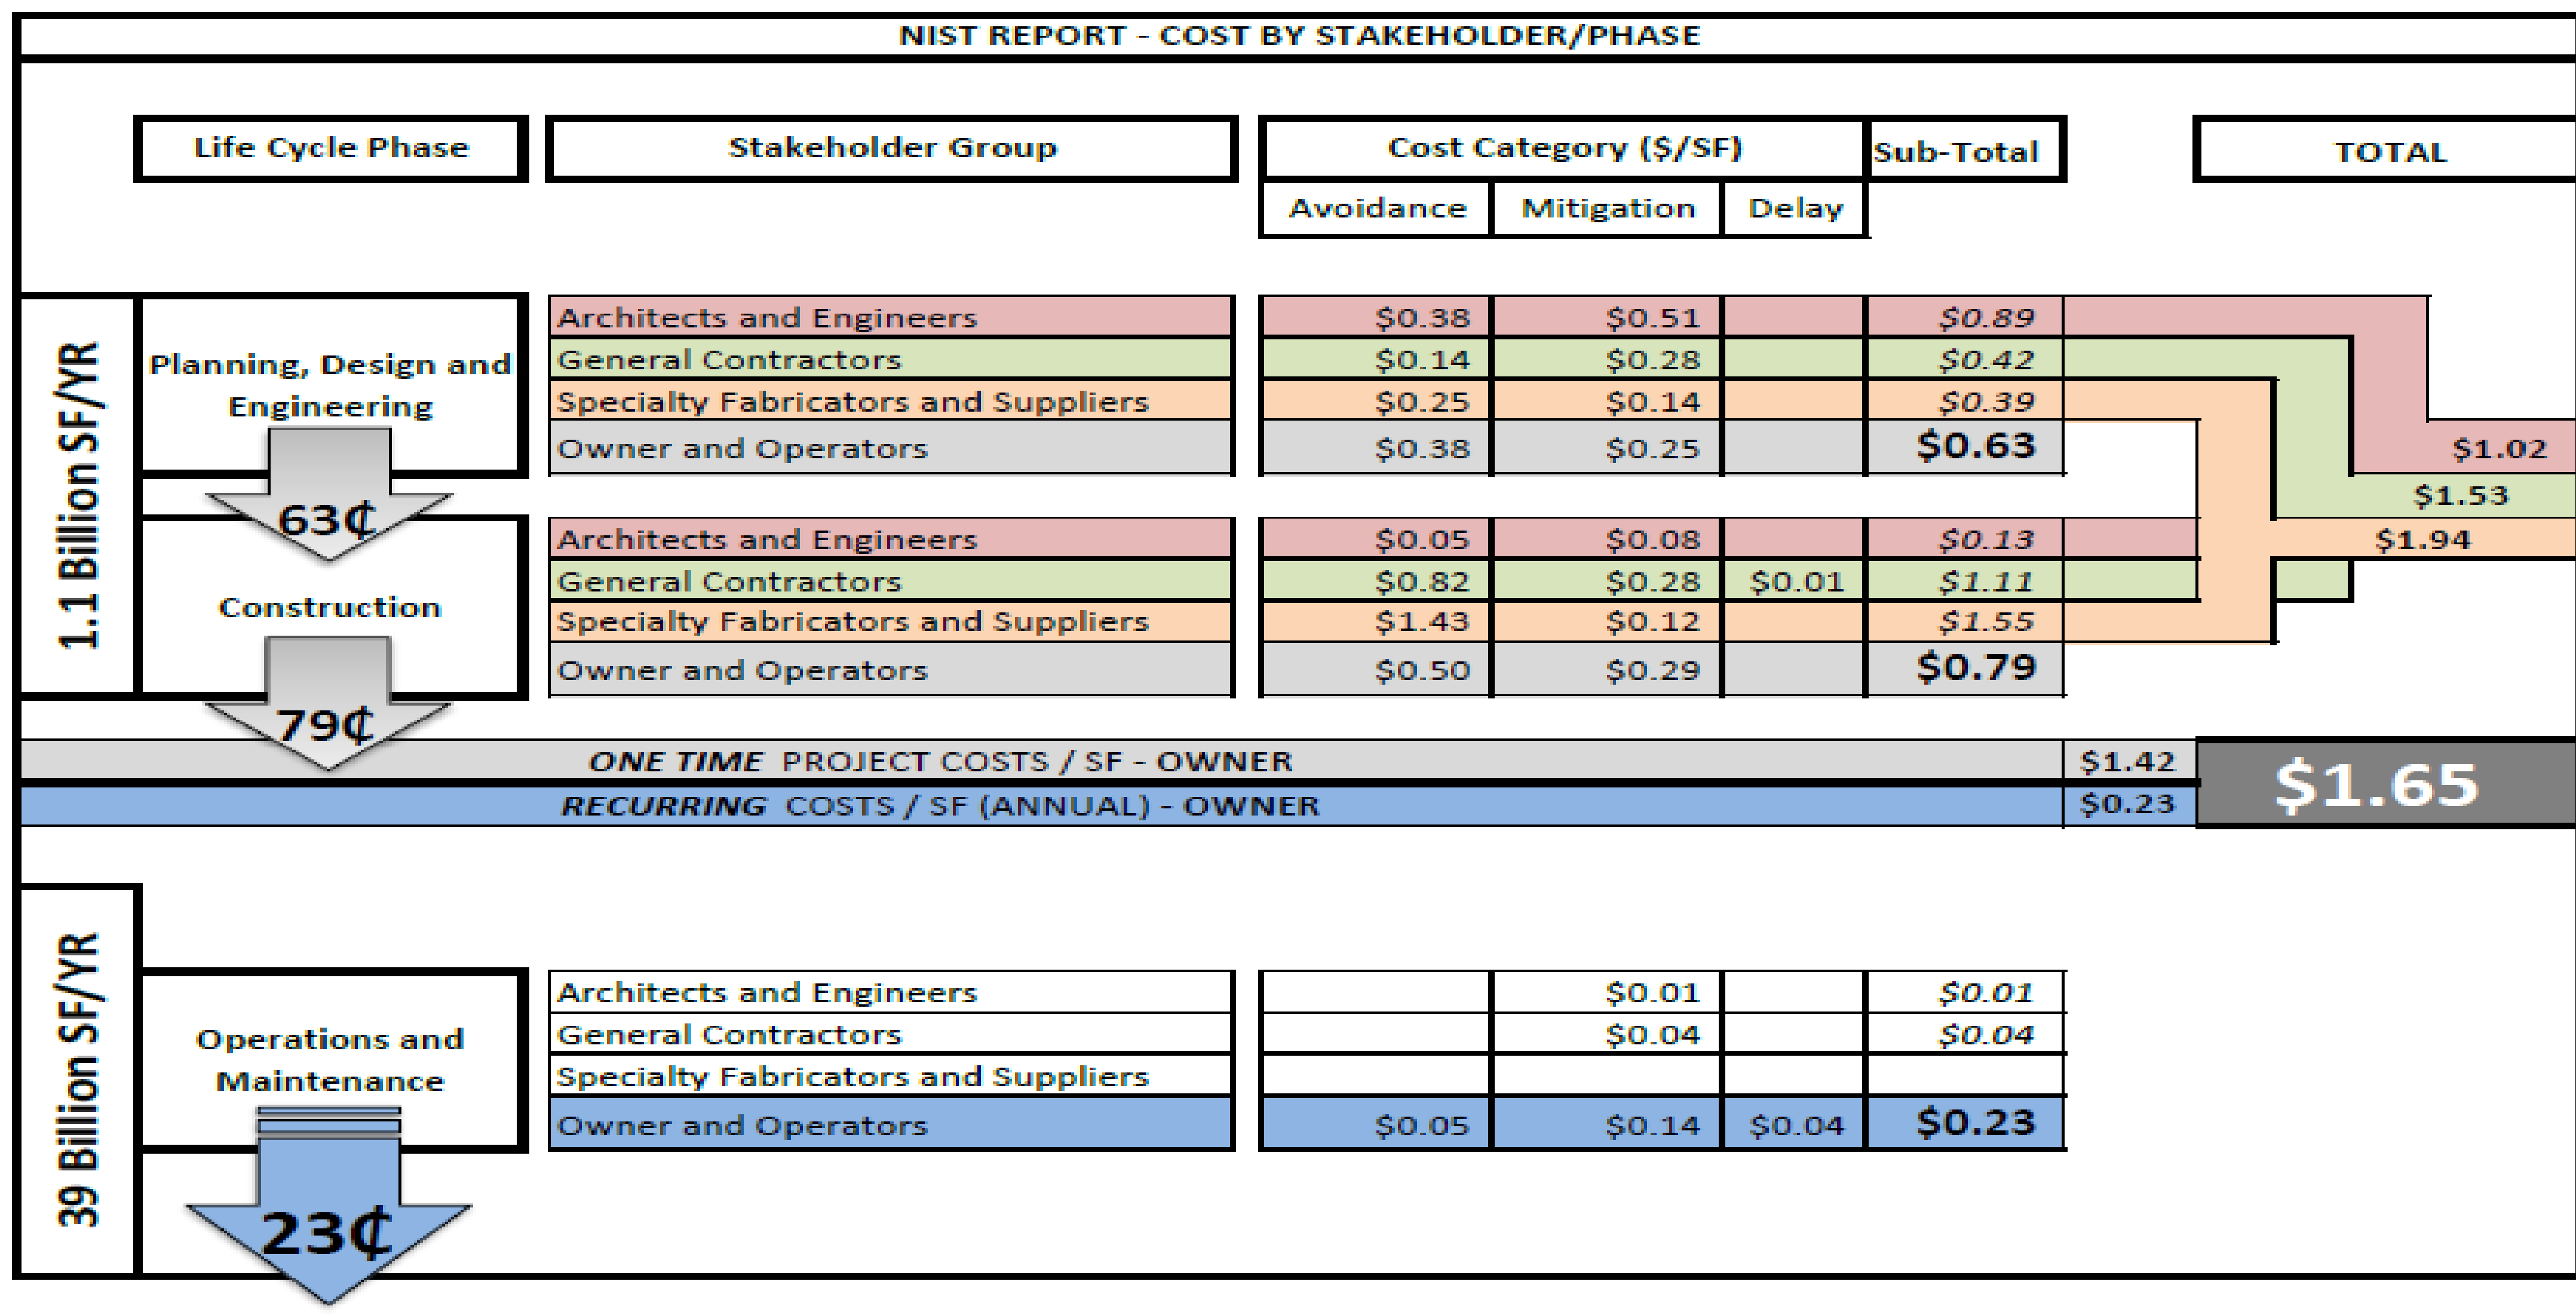 NIST REPORT - COST BY STAKEHOLDER/PHASE
Life Cycle Phase Stakeholder Group Cost Category ($/SF) Sub-Total TOTAL
Avoidance Mitigation Delay
1.1 Billion SF/YR
Planning, Design and
Engineering
63¢
Architects and Engineers $0.38 $0.51 $0.89
General Contractors $0.14 $0.28 $0.42
Specialty Fabricators and Suppliers $0.25 $0.14 $0.39
Owner and Operators $0.38 $0.25 $0.63
$1.02
$1.53
$1.94
Construction
79¢
Architects and Engineers $0.05 $0.08 $0.13
General Contractors $0.82 $0.28 $0.01 $1.11
Specialty Fabricators and Suppliers $1.43 $0.12 $1.55
Owner and Operators $0.50 $0.29 $0.79
ONE TIME PROJECT COSTS / SF - OWNER $1.42
RECURRING COSTS / SF (ANNUAL) - OWNER $0.23
$1.65
39 Billion SF/YR
Operations and
Maintenance
23¢
Architects and Engineers $0.01 $0.01
General Contractors $0.04 $0.04
Specialty Fabricators and Suppliers
Owner and Operators $0.05 $0.14 $0.04 $0.23